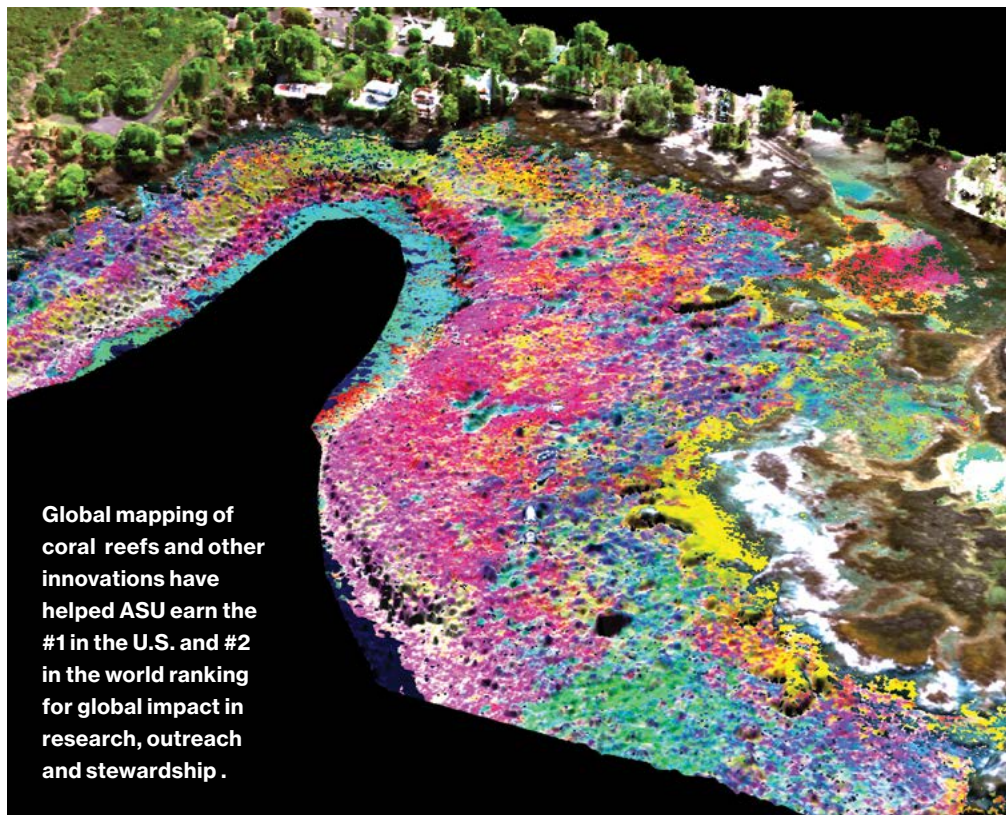 Global mapping of
coral reefs and other
innovations have
helped ASU earn the
#1 in the U.S. and #2
in the world ranking
for global impact in
research, outreach
and stewardship .